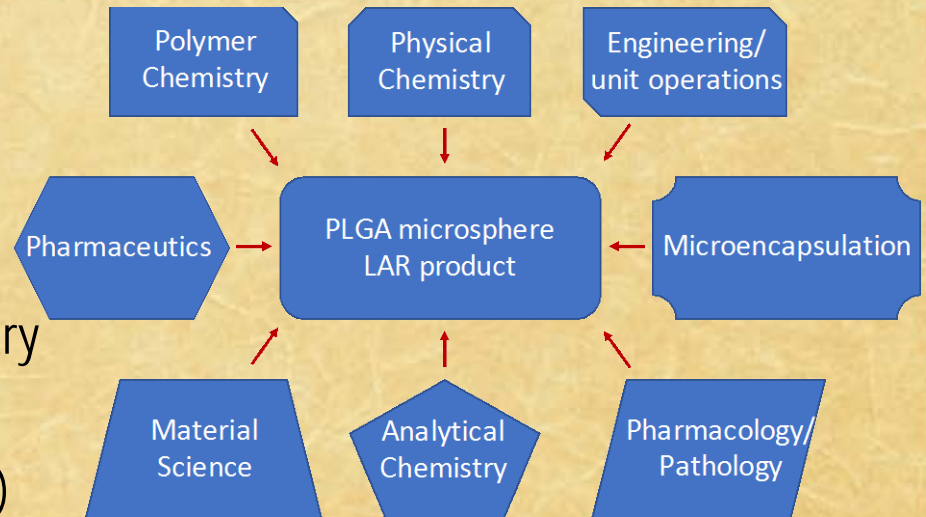 Polymer
Chemistry
Physical
Chemistry
Engineering/
unit operations
Pharmaceutics
PLGA microsphere
LAR product
Microencapsulation
ry
Material
Science
Analytical
Chemistry
Pharmacology/
Pathology
)